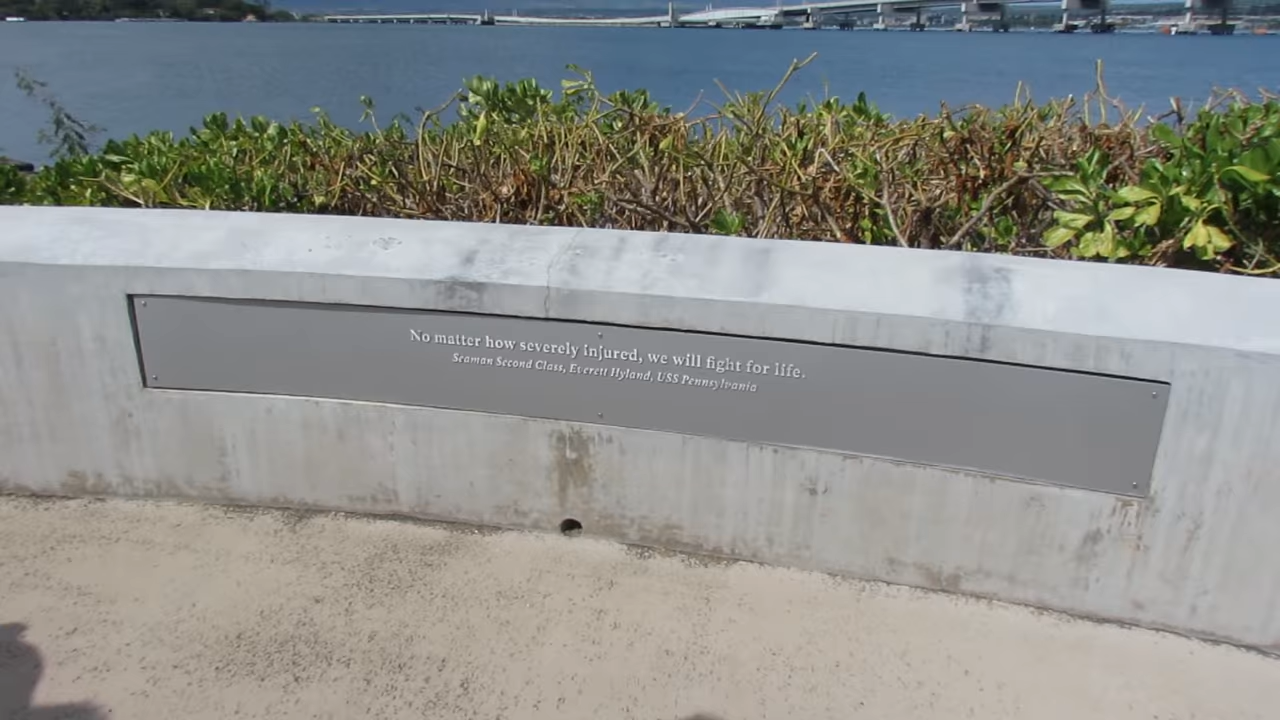 No matter how severely injured, we will fight for life.
Seaman Second Class, Everett Hyland, USS Pennsylvania